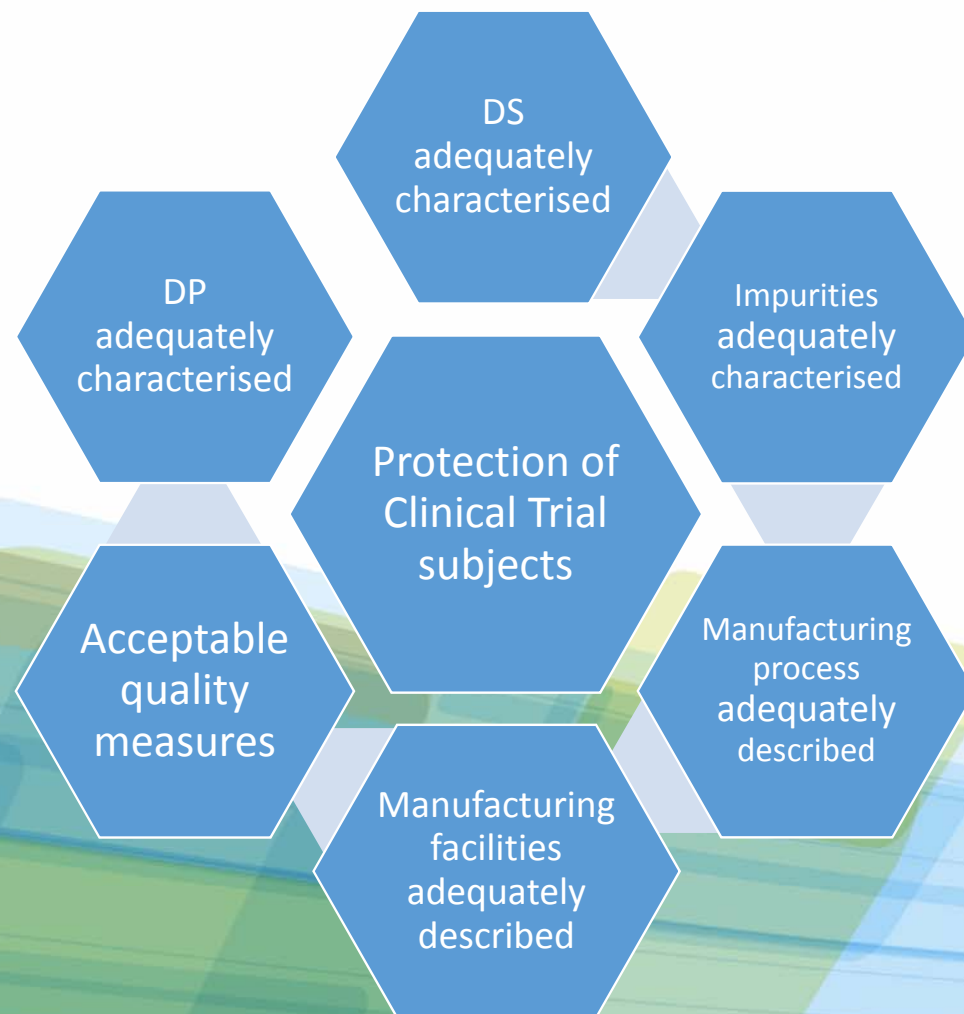 DS
adequately
characterised
Impurities
adequately
characterised
Manufacturing
process
adequately
described
Manufacturing
facilities
adequately
described
Acceptable
quality
measures
DP
adequately
characterised
Protection of
Clinical Trial
subjects